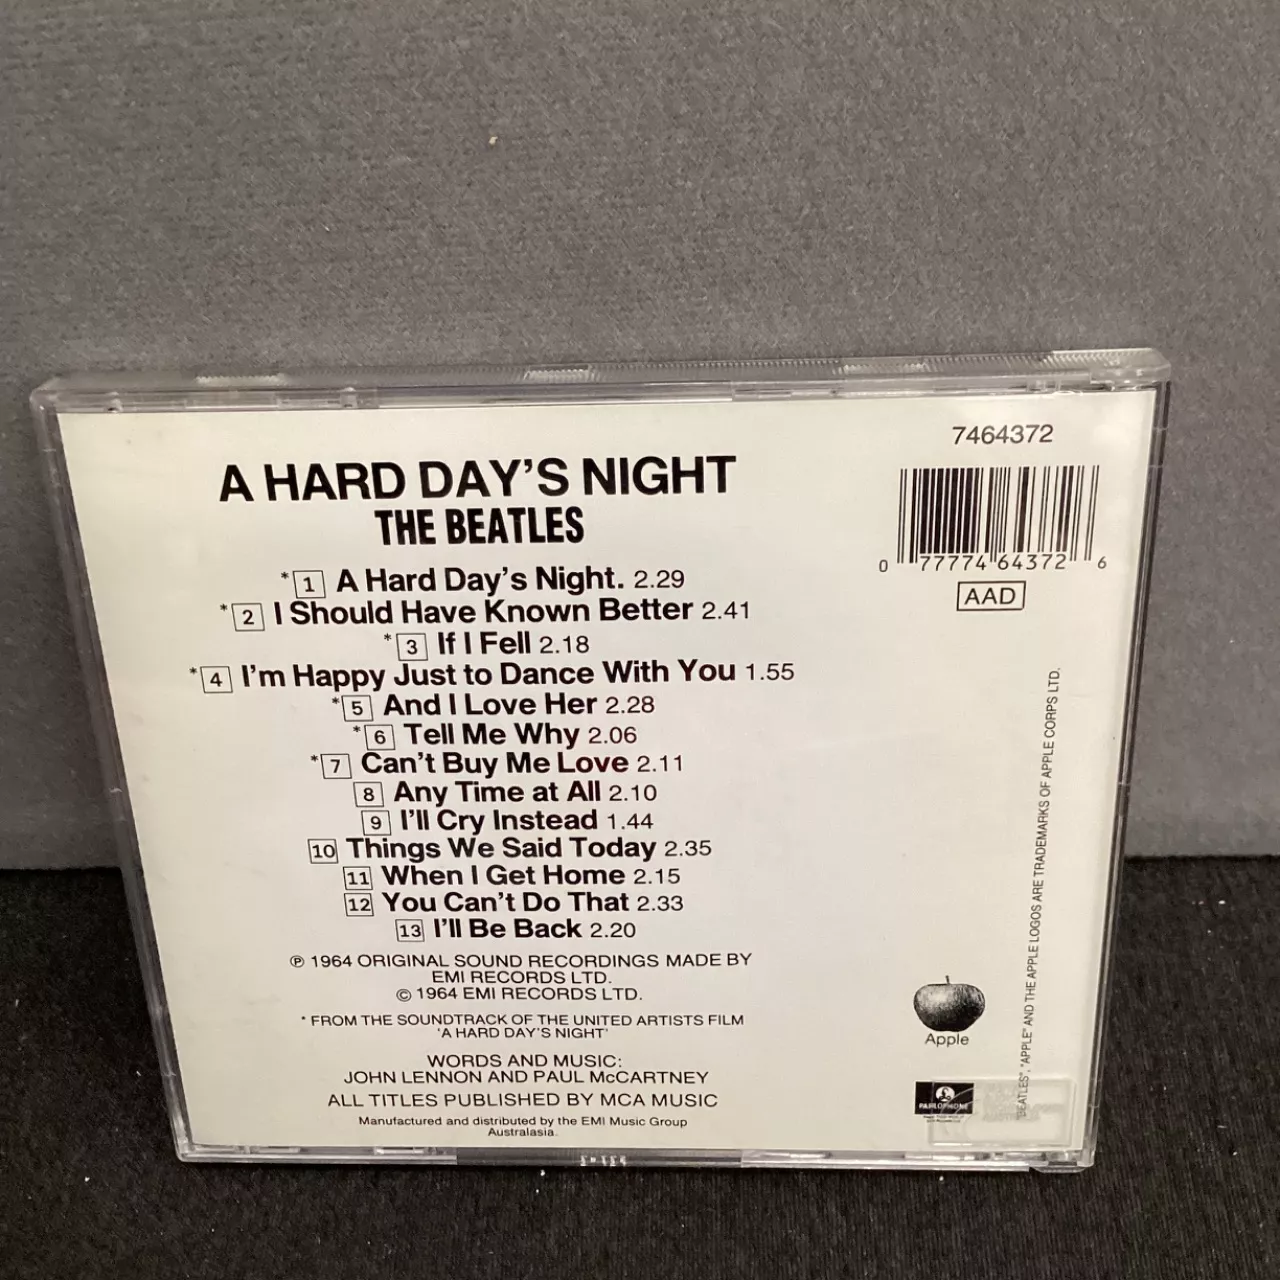 7464372
A HARD DAY'S NIGHT
THE BEATLES
0 77774 64372 6
AAD
*1 A Hard Day's Night. 2.29
*2 I Should Have Known Better 2.41
*3 If I Fell 2.18
*4 I'm Happy Just to Dance With You 1.55
*5 And I Love Her 2.28
*6 Tell Me Why 2.06
*7 Can't Buy Me Love 2.11
8 Any Time at All 2.10
9 I'll Cry Instead 1.44
10 Things We Said Today 2.35
11 When I Get Home 2.15
12 You Can't Do That 2.33
13 I'll Be Back 2.20
℗ 1964 ORIGINAL SOUND RECORDINGS MADE BY
EMI RECORDS LTD.
© 1964 EMI RECORDS LTD.
* FROM THE SOUNDTRACK OF THE UNITED ARTISTS FILM
'A HARD DAY'S NIGHT'
WORDS AND MUSIC:
JOHN LENNON AND PAUL McCARTNEY
ALL TITLES PUBLISHED BY MCA MUSIC
Manufactured and distributed by the EMI Music Group
Australasia.
Apple
PARLOPHONE
"BEATLES", "APPLE" AND THE APPLE LOGOS ARE TRADEMARKS OF APPLE CORPS LTD.